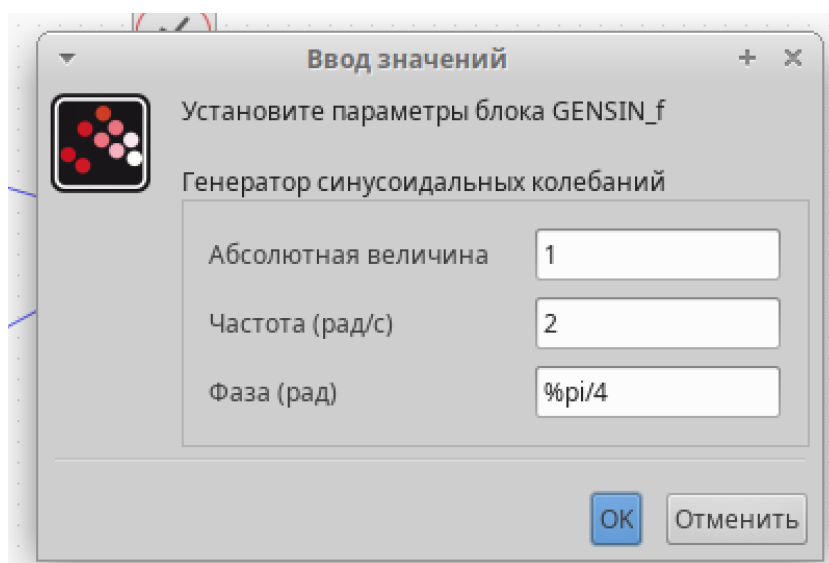 Ввод значений
Установите параметры блока GENSIN_f
Генератор синусоидальных колебаний
Абсолютная величина 1
Частота (рад/с) 2
Фаза (рад) %pi/4
OK Отменить